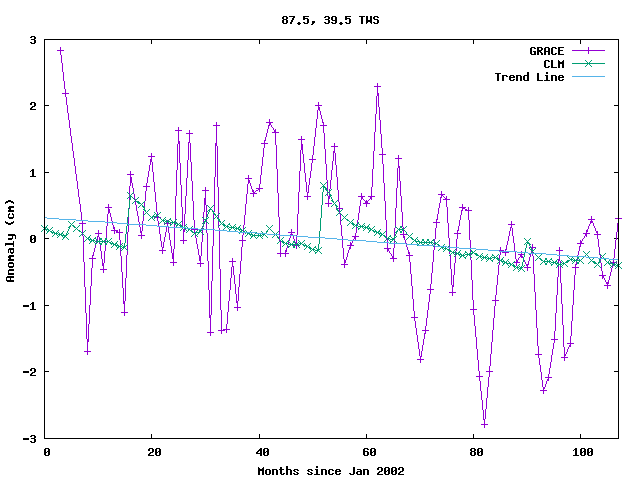 87.5, 39.5 TWS
GRACE
CLM
Trend Line
3
2
1
0
-1
-2
-3
Anomaly (cm)
0 20 40 60 80 100
Months since Jan 2002